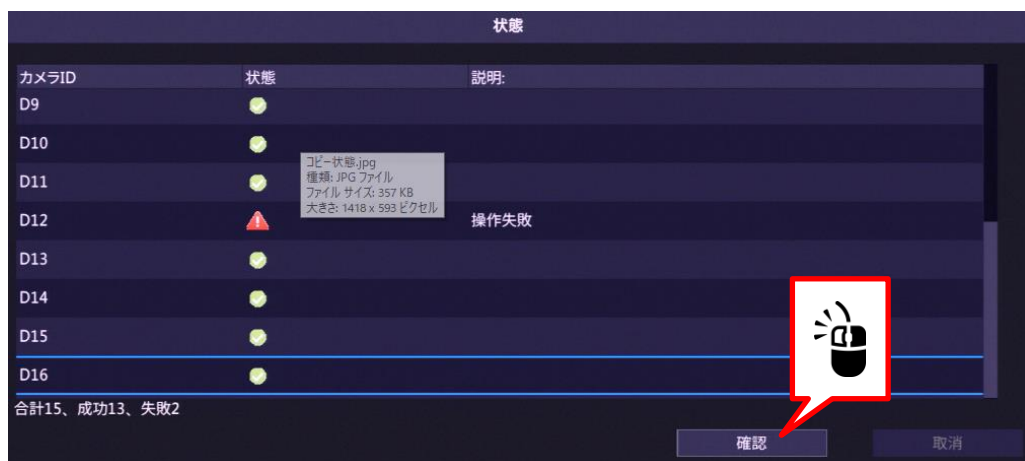 状態
カメラID 状態 説明:
D9
D10
コピー状態.jpg
種類: JPG ファイル
D11
ファイル サイズ: 357 KB
大きさ: 1418 x 593 ピクセル
D12 操作失敗
D13
D14
D15
D16
合計15、成功13、失敗2
確認 取消